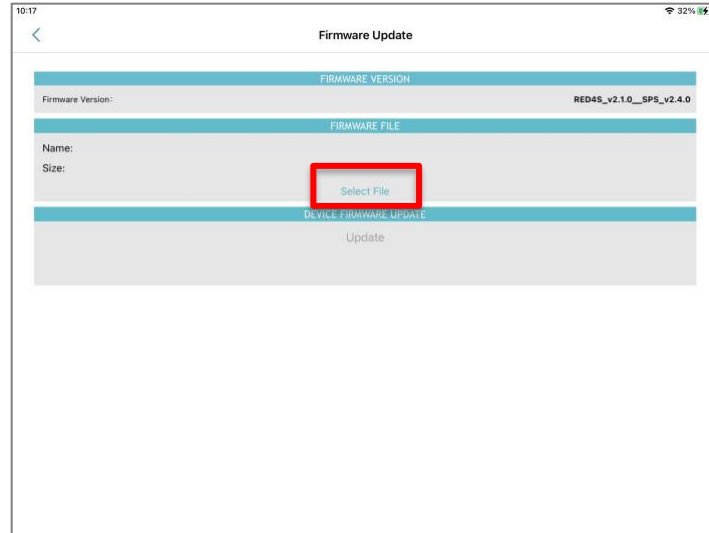 10:17
32%
Firmware Update
FIRMWARE VERSION
Firmware Version: RED4S_v2.1.0__SPS_v2.4.0
FIRMWARE FILE
Name:
Size:
Select File
DEVICE FIRMWARE UPDATE
Update